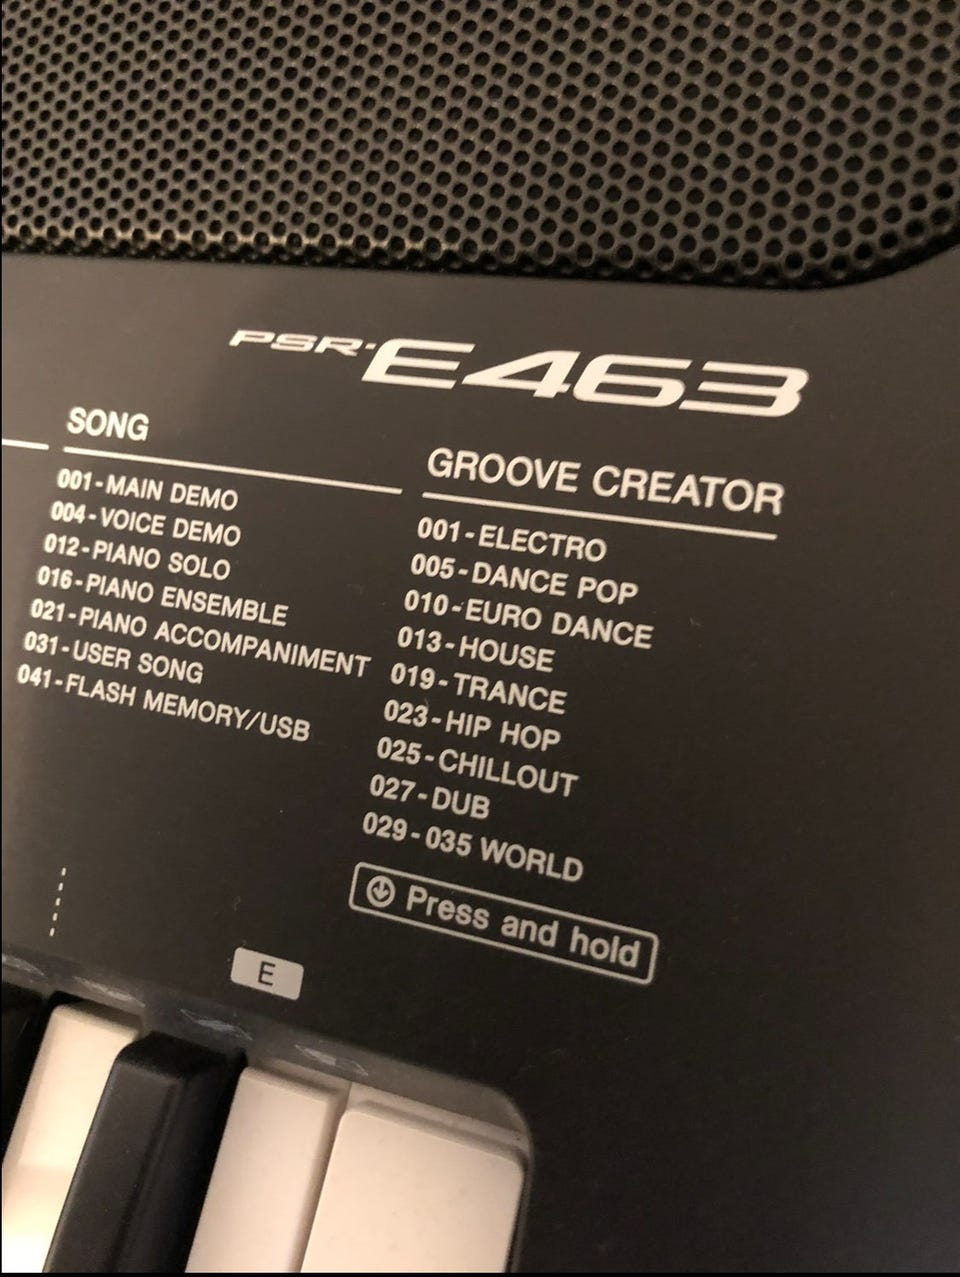 PSR-E463
SONG
001-MAIN DEMO
004-VOICE DEMO
012-PIANO SOLO
016-PIANO ENSEMBLE
021-PIANO ACCOMPANIMENT
031-USER SONG
041-FLASH MEMORY/USB
GROOVE CREATOR
001-ELECTRO
005-DANCE POP
010-EURO DANCE
013-HOUSE
019-TRANCE
023-HIP HOP
025-CHILLOUT
027-DUB
029-035 WORLD
Press and hold
E